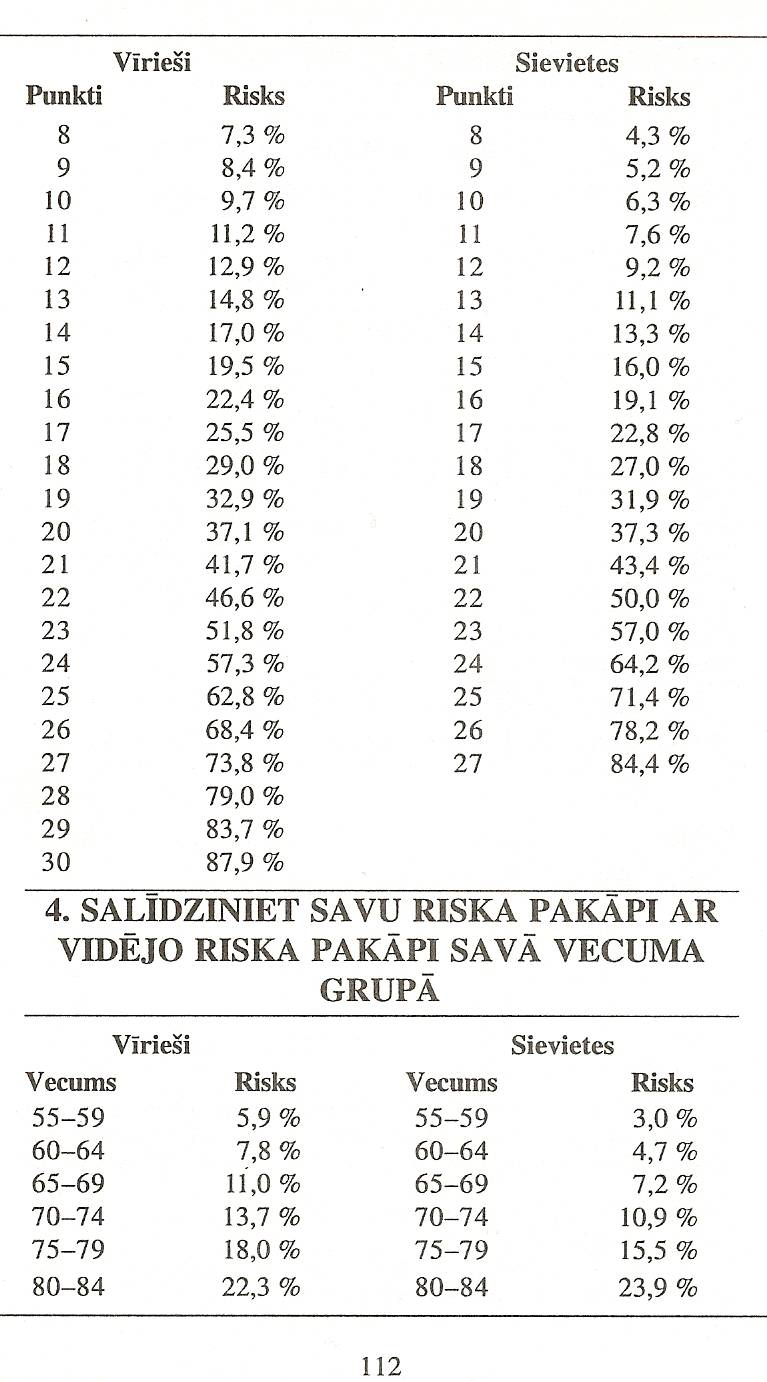 Vīrieši Sievietes
Punkti Risks Punkti Risks
8 7,3 % 8 4,3 %
9 8,4 % 9 5,2 %
10 9,7 % 10 6,3 %
11 11,2 % 11 7,6 %
12 12,9 % 12 9,2 %
13 14,8 % 13 11,1 %
14 17,0 % 14 13,3 %
15 19,5 % 15 16,0 %
16 22,4 % 16 19,1 %
17 25,5 % 17 22,8 %
18 29,0 % 18 27,0 %
19 32,9 % 19 31,9 %
20 37,1 % 20 37,3 %
21 41,7 % 21 43,4 %
22 46,6 % 22 50,0 %
23 51,8 % 23 57,0 %
24 57,3 % 24 64,2 %
25 62,8 % 25 71,4 %
26 68,4 % 26 78,2 %
27 73,8 % 27 84,4 %
28 79,0 %
29 83,7 %
30 87,9 %
4. SALĪDZINIET SAVU RISKA PAKĀPI AR
VIDĒJO RISKA PAKĀPI SAVĀ VECUMA
GRUPĀ
Vīrieši Sievietes
Vecums Risks Vecums Risks
55–59 5,9 % 55–59 3,0 %
60–64 7,8 % 60–64 4,7 %
65–69 11,0 % 65–69 7,2 %
70–74 13,7 % 70–74 10,9 %
75–79 18,0 % 75–79 15,5 %
80–84 22,3 % 80–84 23,9 %
112